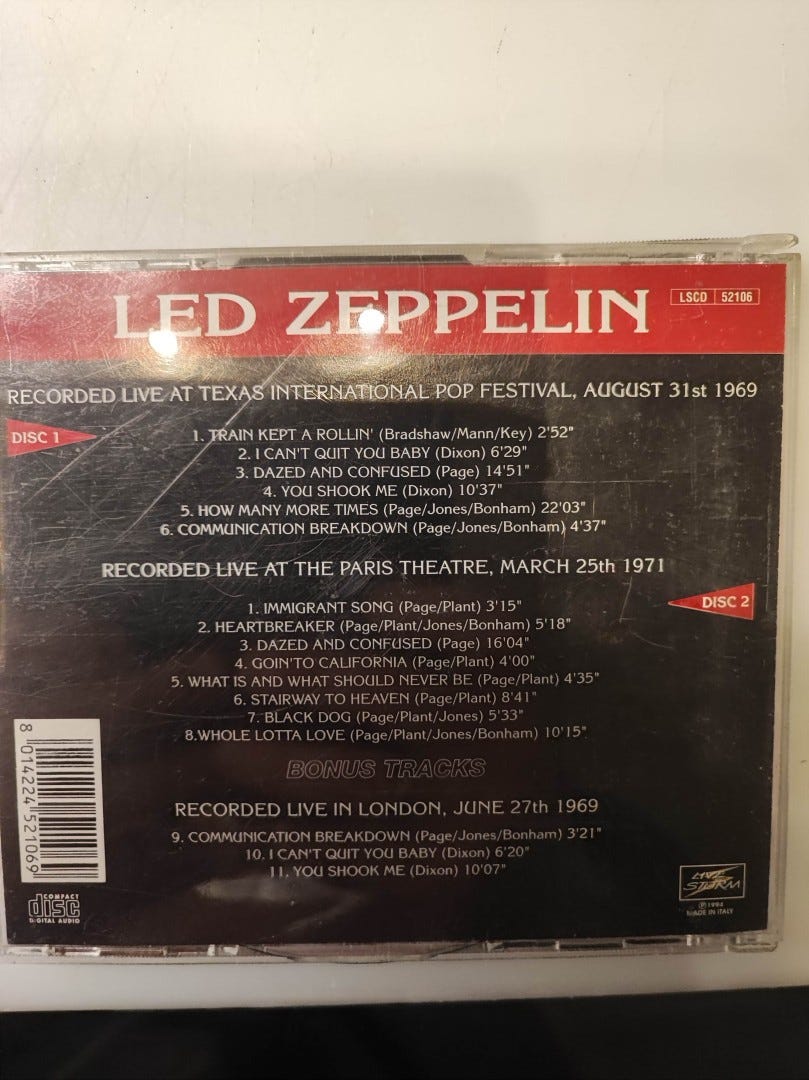 LED ZEPPELIN
LSCD 52106
RECORDED LIVE AT TEXAS INTERNATIONAL POP FESTIVAL, AUGUST 31st 1969
DISC 1
1. TRAIN KEPT A ROLLIN' (Bradshaw/Mann/Key) 2'52"
2. I CAN'T QUIT YOU BABY (Dixon) 6'29"
3. DAZED AND CONFUSED (Page) 14'51"
4. YOU SHOOK ME (Dixon) 10'37"
5. HOW MANY MORE TIMES (Page/Jones/Bonham) 22'03"
6. COMMUNICATION BREAKDOWN (Page/Jones/Bonham) 4'37"
RECORDED LIVE AT THE PARIS THEATRE, MARCH 25th 1971
DISC 2
1. IMMIGRANT SONG (Page/Plant) 3'15"
2. HEARTBREAKER (Page/Plant/Jones/Bonham) 5'18"
3. DAZED AND CONFUSED (Page) 16'04"
4. GOIN'TO CALIFORNIA (Page/Plant) 4'00"
5. WHAT IS AND WHAT SHOULD NEVER BE (Page/Plant) 4'35"
6. STAIRWAY TO HEAVEN (Page/Plant) 8'41"
7. BLACK DOG (Page/Plant/Jones) 5'33"
8.WHOLE LOTTA LOVE (Page/Plant/Jones/Bonham) 10'15"
BONUS TRACKS
RECORDED LIVE IN LONDON, JUNE 27th 1969
9. COMMUNICATION BREAKDOWN (Page/Jones/Bonham) 3'21"
10. I CAN'T QUIT YOU BABY (Dixon) 6'20"
11. YOU SHOOK ME (Dixon) 10'07"
8 014224 521069
COMPACT
disc
DIGITAL AUDIO
LIVE
STORM
℗ 1994
MADE IN ITALY